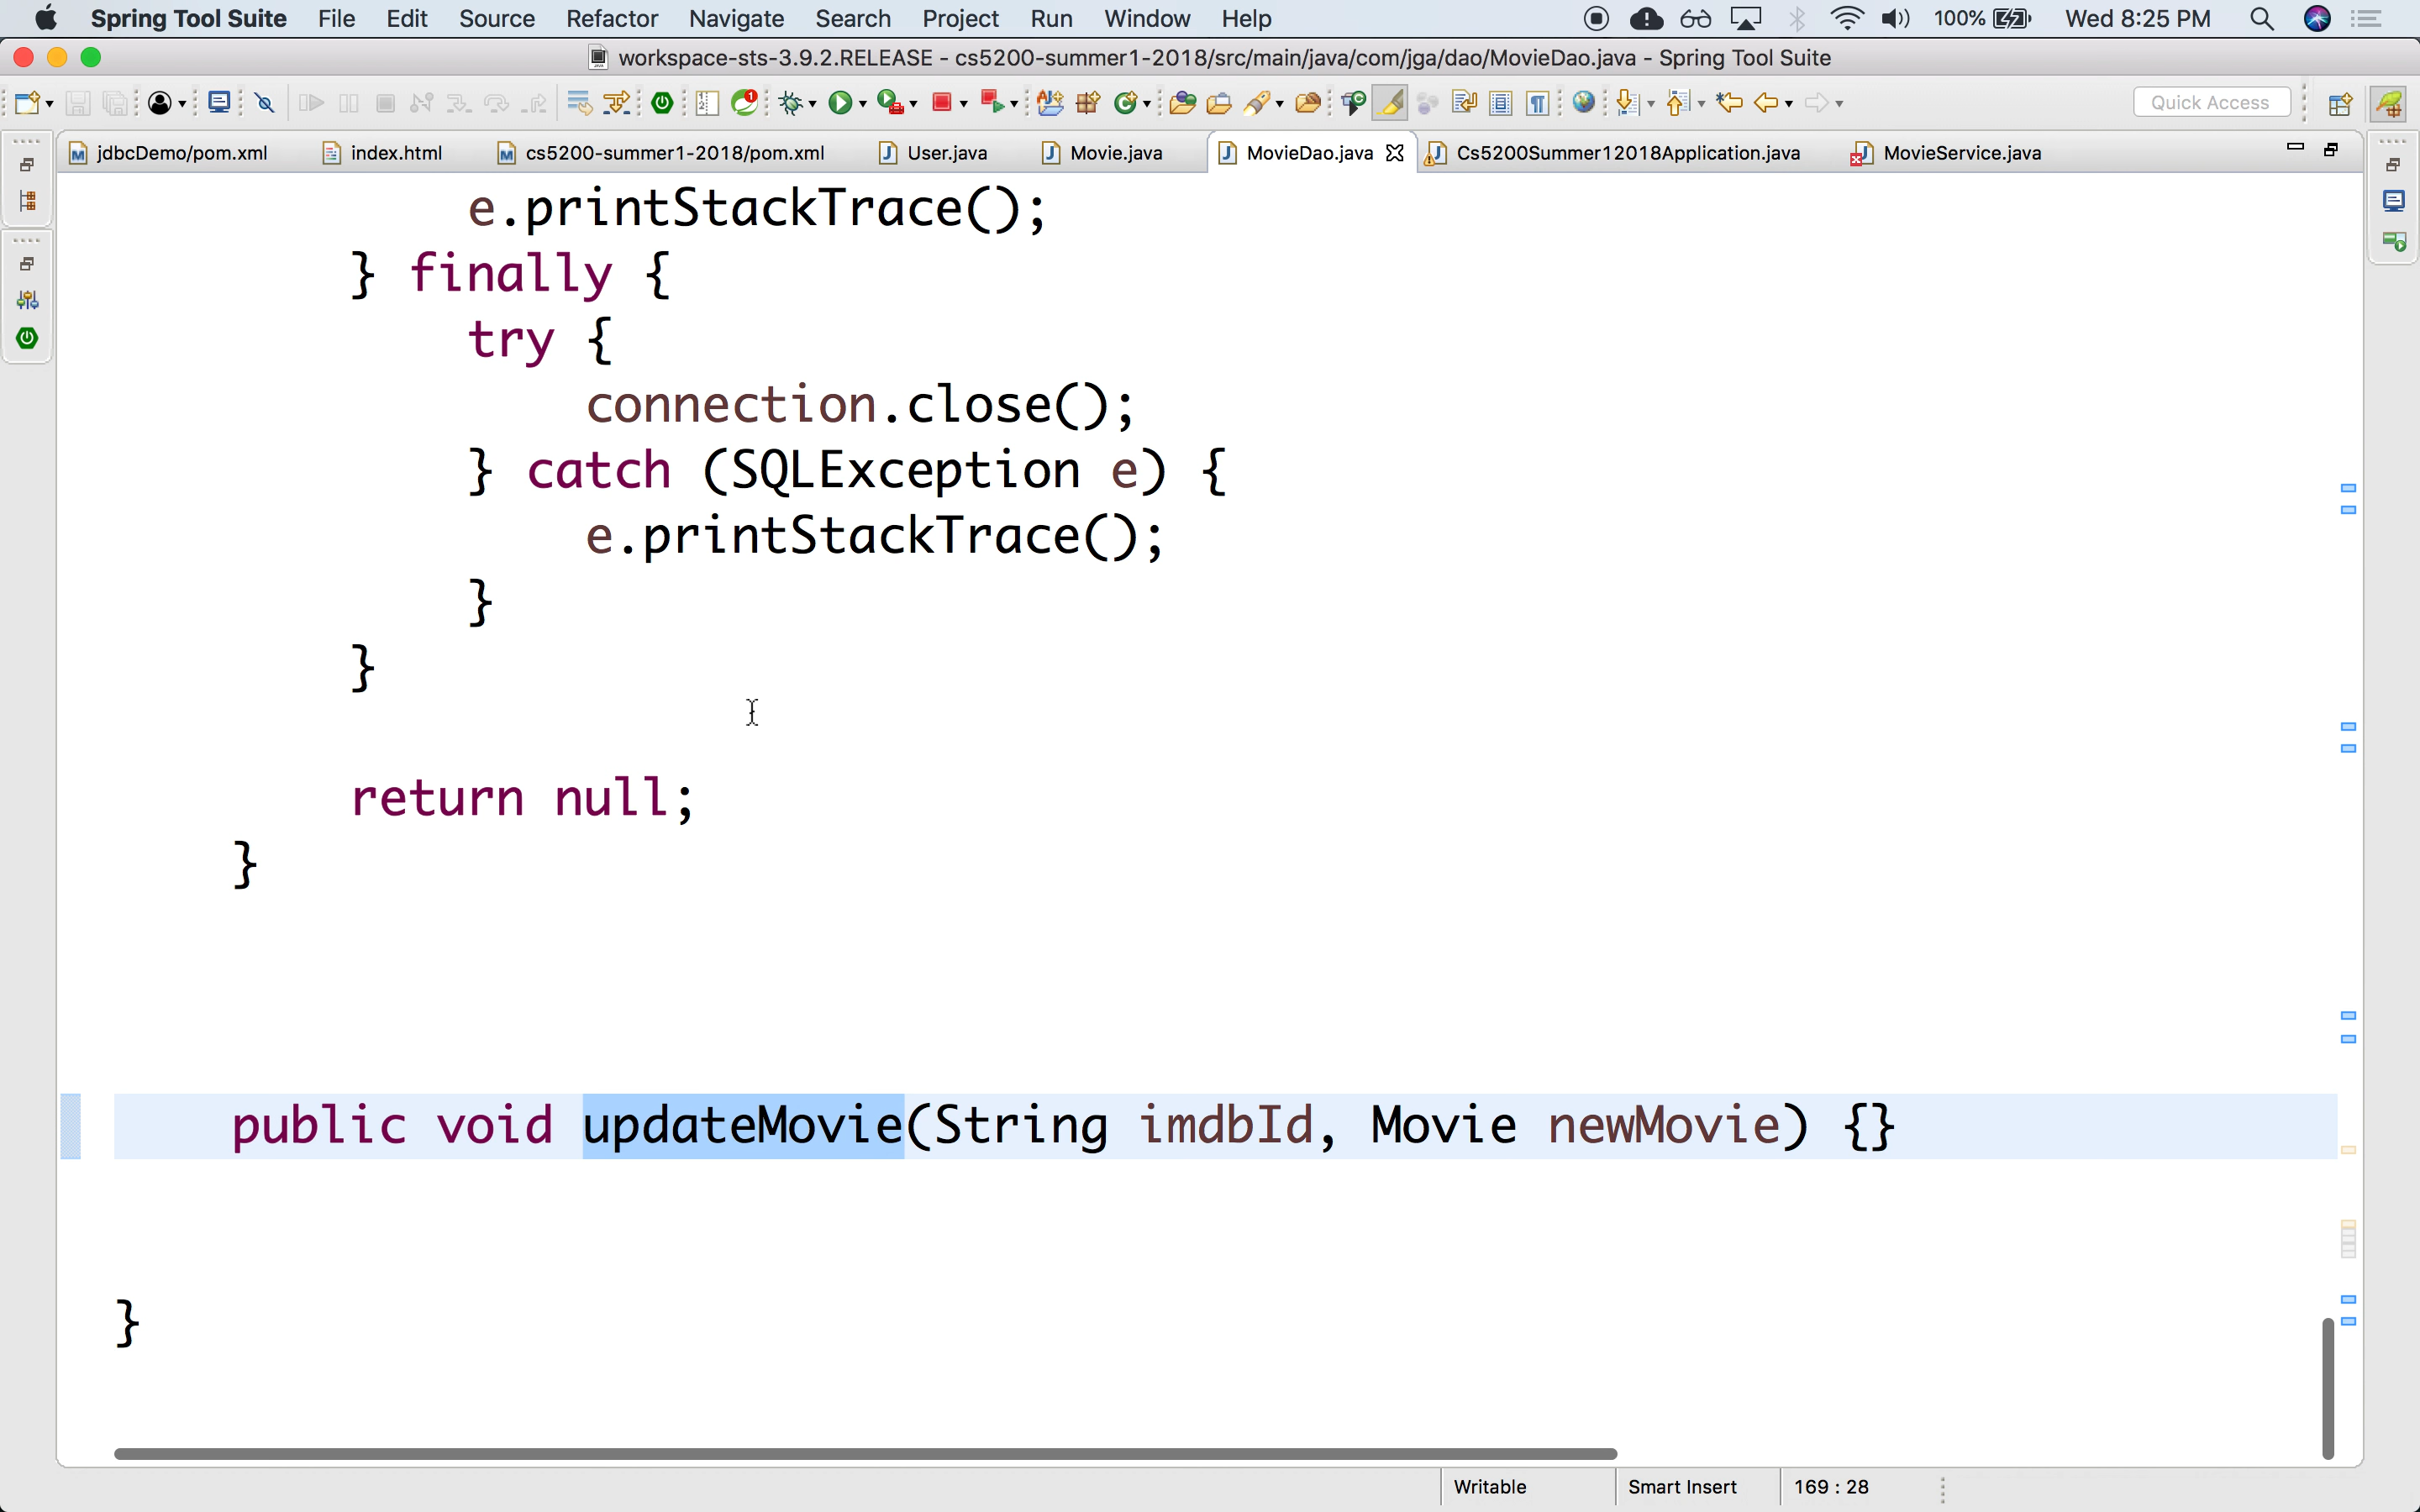 Spring Tool Suite File Edit Source Refactor Navigate Search Project Run Window Help 100% Wed 8:25 PM
workspace-sts-3.9.2.RELEASE - cs5200-summer1-2018/src/main/java/com/jga/dao/MovieDao.java - Spring Tool Suite
Quick Access
jdbcDemo/pom.xml index.html cs5200-summer1-2018/pom.xml User.java Movie.java MovieDao.java Cs5200Summer12018Application.java MovieService.java
e.printStackTrace();
} finally {
try {
connection.close();
} catch (SQLException e) {
e.printStackTrace();
}
}
return null;
}
public void updateMovie(String imdbId, Movie newMovie) {}
}
Writable Smart Insert 169 : 28